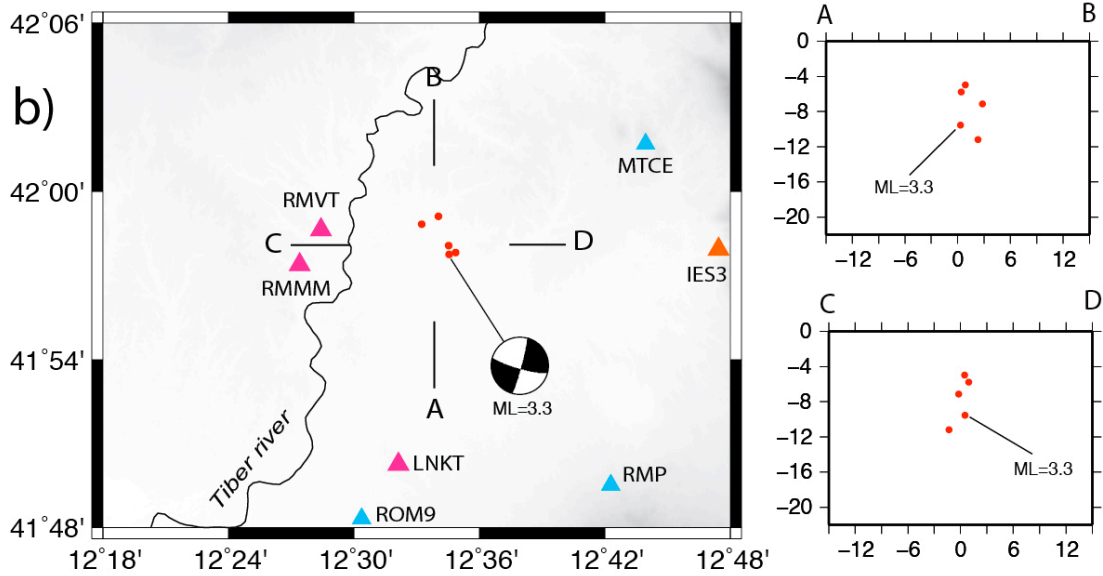 b)
42°06'
42°00'
41°54'
41°48'
12°18'
12°24'
12°30'
12°36'
12°42'
12°48'
B
MTCE
RMVT
C
D
RMMM
IES3
ML=3.3
A
LNKT
RMP
ROM9
Tiber river
A
B
0
−4
−8
−12
−16
−20
ML=3.3
−12
−6
0
6
12
C
D
0
−4
−8
−12
−16
−20
ML=3.3
−12
−6
0
6
12